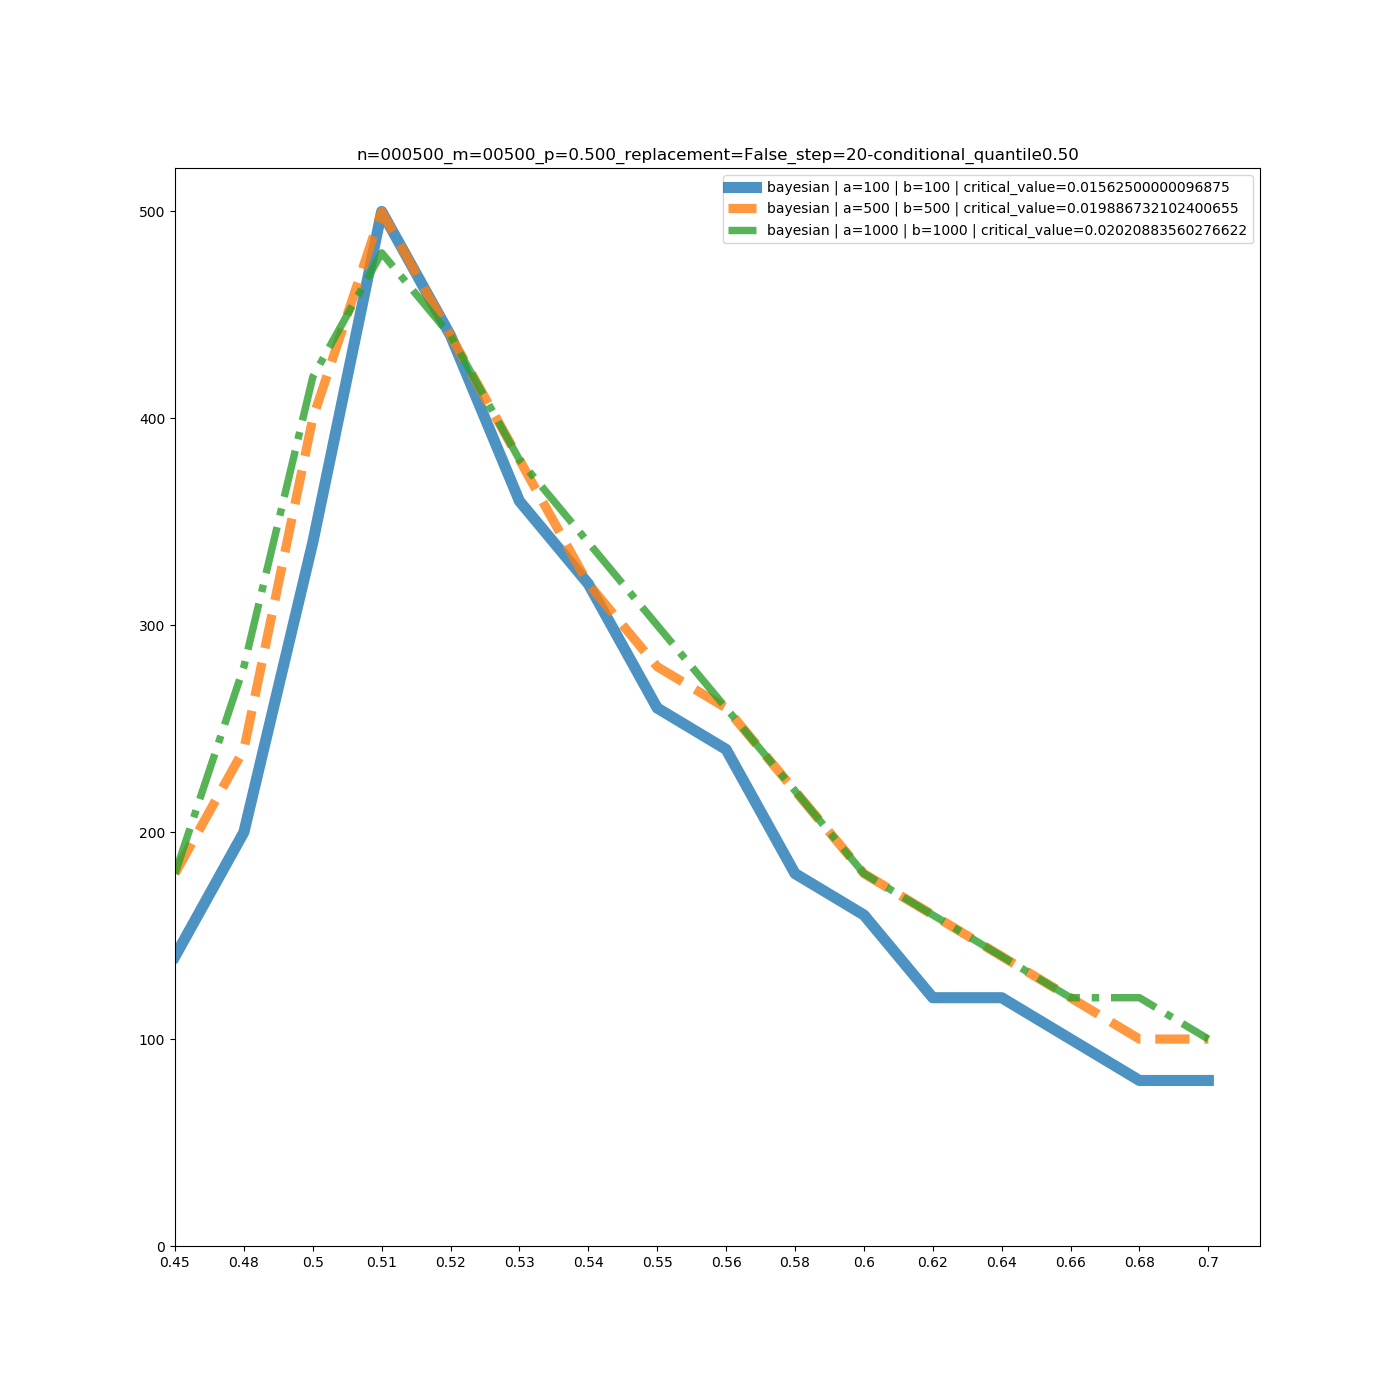 n=000500_m=00500_p=0.500_replacement=False_step=20-conditional_quantile0.50
bayesian | a=100 | b=100 | critical_value=0.01562500000096875
bayesian | a=500 | b=500 | critical_value=0.019886732102400655
bayesian | a=1000 | b=1000 | critical_value=0.02020883560276622
500
400
300
200
100
0
0.45 0.48 0.5 0.51 0.52 0.53 0.54 0.55 0.56 0.58 0.6 0.62 0.64 0.66 0.68 0.7